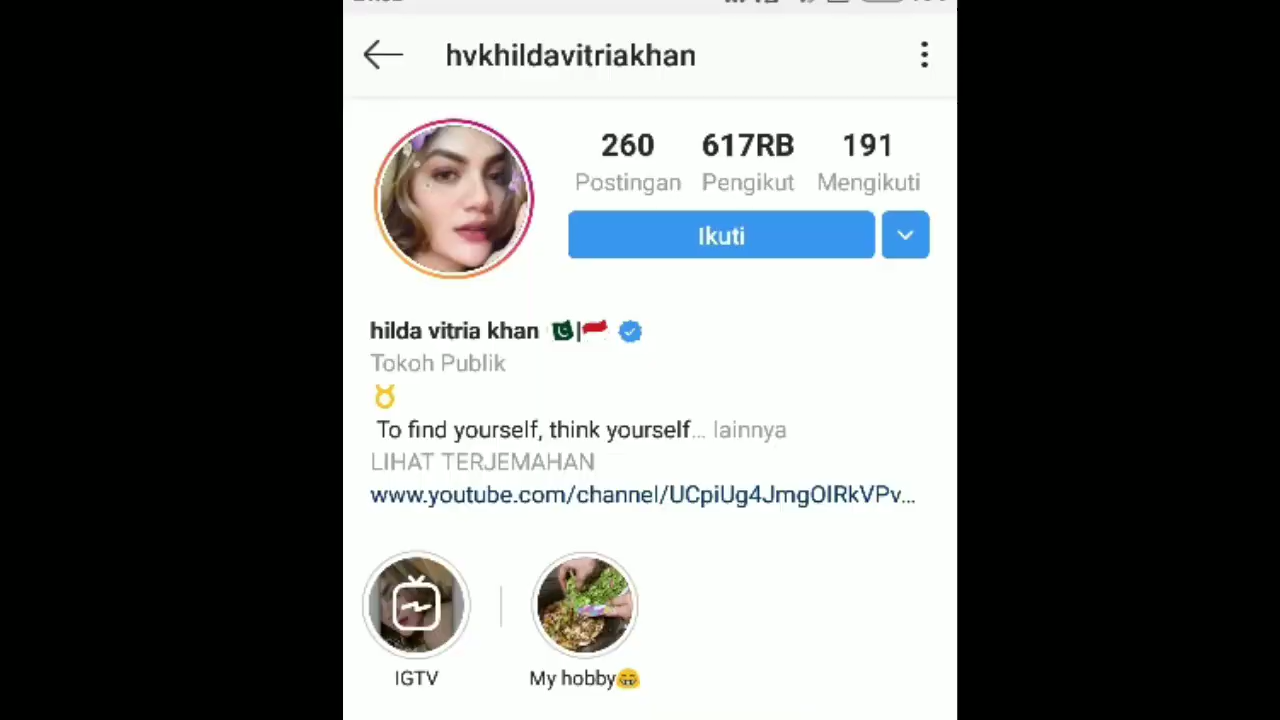 hvkhildavitriakhan
260 617RB 191
Postingan Pengikut Mengikuti
Ikuti
hilda vitria khan 🇵🇰|🇮🇩
Tokoh Publik
♉
To find yourself, think yourself... lainnya
LIHAT TERJEMAHAN
www.youtube.com/channel/UCpiUg4JmgOIRkVPv...
IGTV My hobby😁